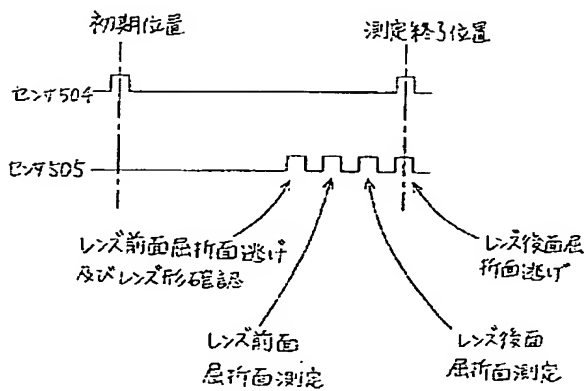 初期位置
測定終了位置
センサ504
センサ505
レンズ前面屈折面逃げ
及びレンズ形確認
レンズ後面屈
折面逃げ
レンズ前面
屈折面測定
レンズ後面
屈折面測定